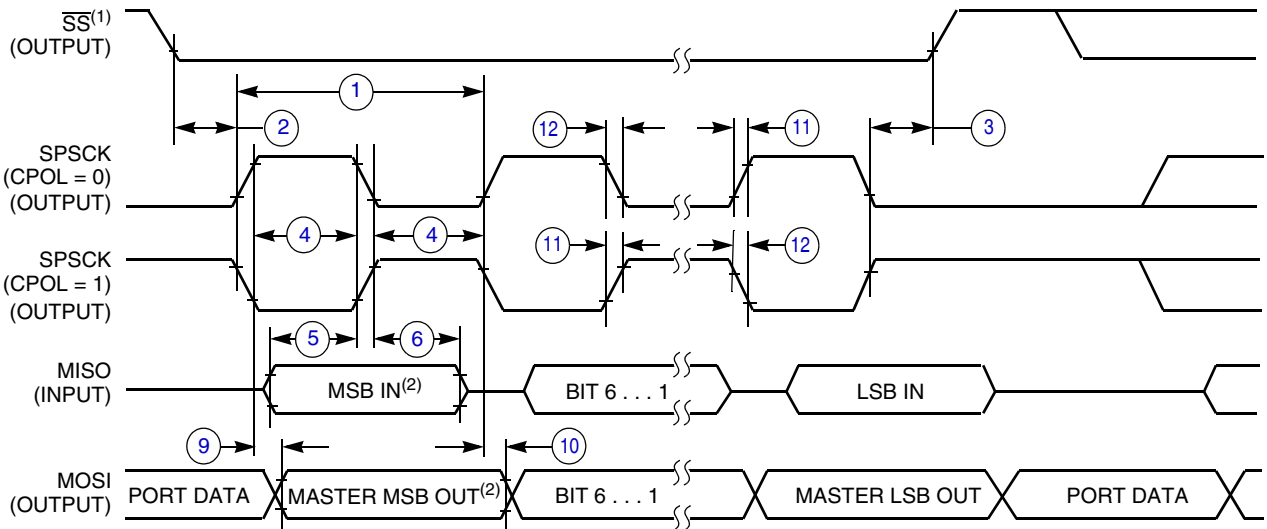 SS(1)
(OUTPUT)
1
2
12
11
3
SPSCK
(CPOL = 0)
(OUTPUT)
4
4
11
12
SPSCK
(CPOL = 1)
(OUTPUT)
5
6
MISO
(INPUT)
MSB IN(2)
BIT 6 . . . 1
LSB IN
9
10
MOSI
(OUTPUT)
PORT DATA
MASTER MSB OUT(2)
BIT 6 . . . 1
MASTER LSB OUT
PORT DATA